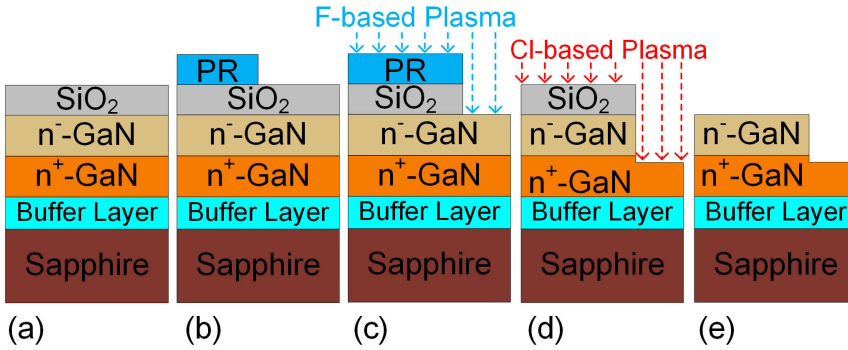 F-based Plasma
Cl-based Plasma
SiO2
n⁻-GaN
n⁺-GaN
Buffer Layer
Sapphire
(a)
PR
SiO2
n⁻-GaN
n⁺-GaN
Buffer Layer
Sapphire
(b)
PR
SiO2
n⁻-GaN
n⁺-GaN
Buffer Layer
Sapphire
(c)
SiO2
n⁻-GaN
n⁺-GaN
Buffer Layer
Sapphire
(d)
n⁻-GaN
n⁺-GaN
Buffer Layer
Sapphire
(e)